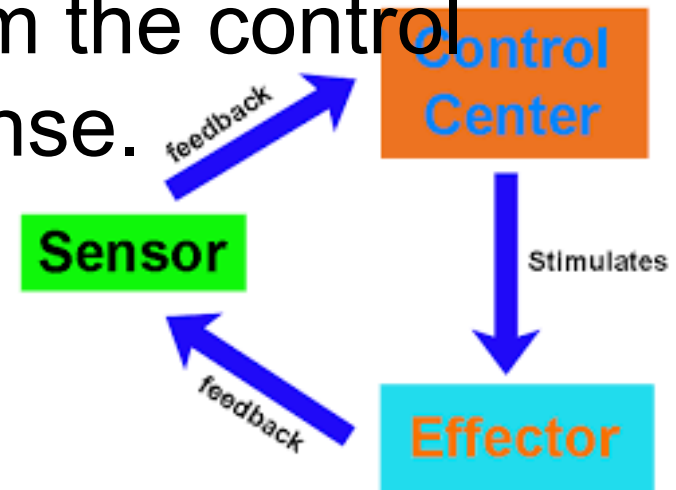 m the control
nse.
Control
Center
feedback
Sensor
Stimulates
feedback
Effector